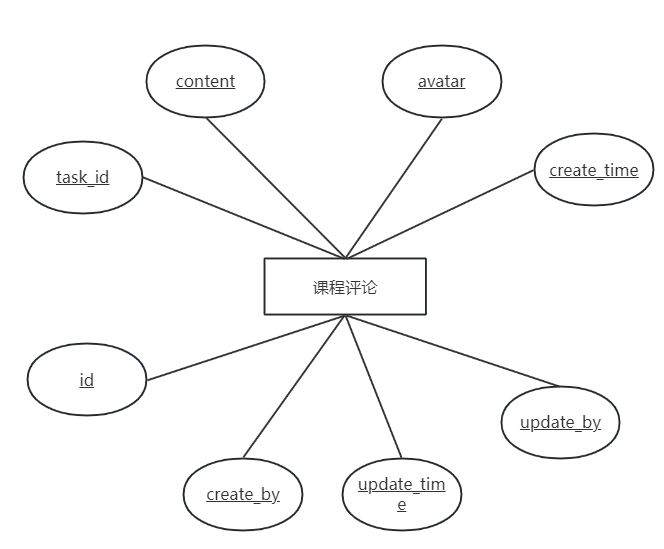 content
avatar
task_id
create_time
课程评论
id
update_by
create_by
update_tim
e